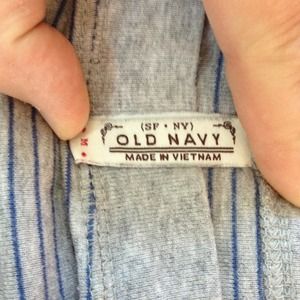 (SF • NY)
OLD NAVY
MADE IN VIETNAM
M